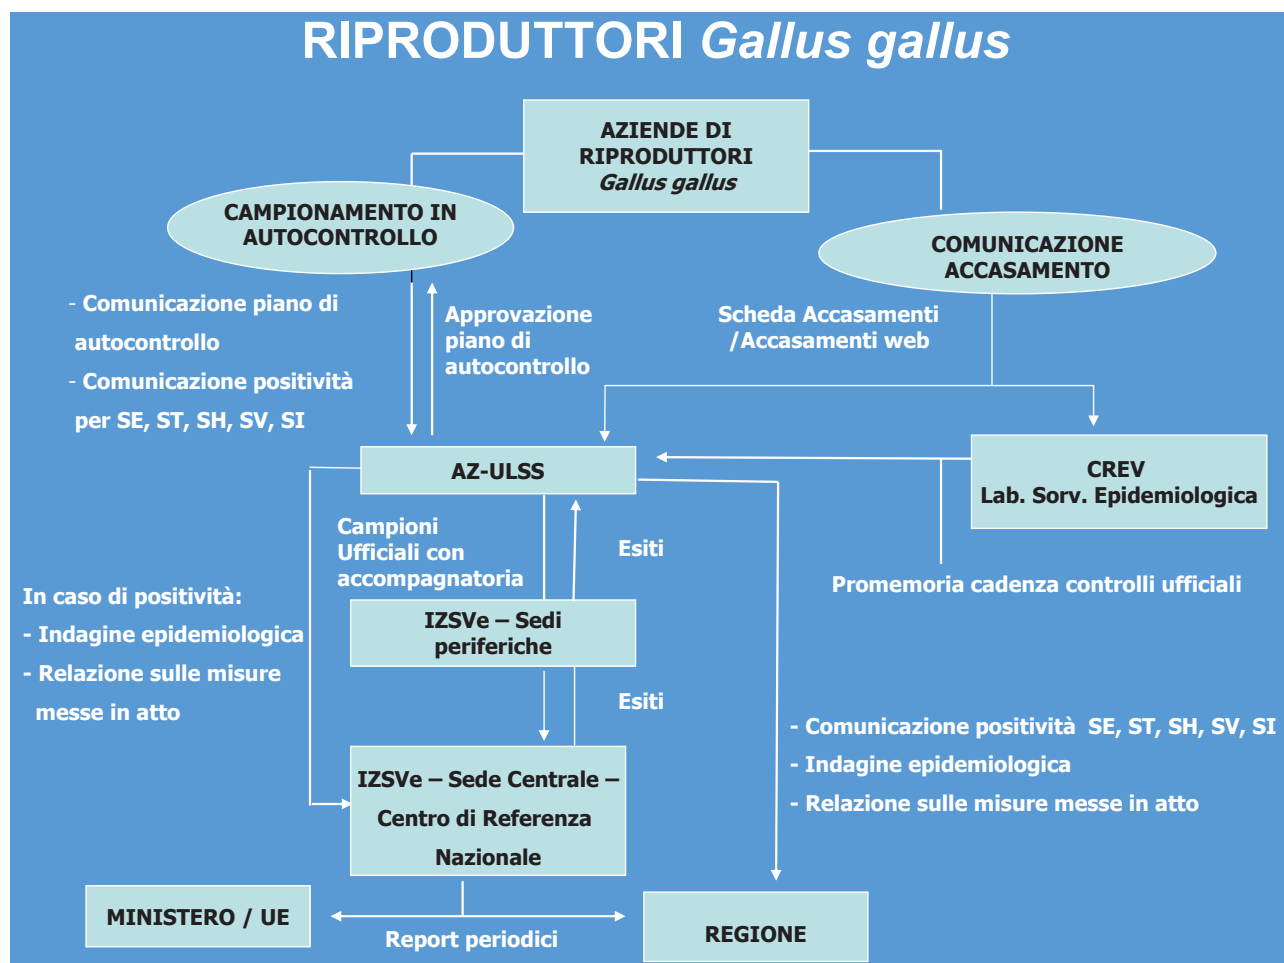 RIPRODUTTORI Gallus gallus
AZIENDE DI
RIPRODUTTORI
Gallus gallus
CAMPIONAMENTO IN
AUTOCONTROLLO
COMUNICAZIONE
ACCASAMENTO
- Comunicazione piano di
autocontrollo
- Comunicazione positività
per SE, ST, SH, SV, SI
Approvazione
piano di
autocontrollo
Scheda Accasamenti
/Accasamenti web
AZ-ULSS
CREV
Lab. Sorv. Epidemiologica
Campioni
Ufficiali con
accompagnatoria
Esiti
Promemoria cadenza controlli ufficiali
In caso di positività:
- Indagine epidemiologica
- Relazione sulle misure
messe in atto
IZSVe – Sedi
periferiche
Esiti
- Comunicazione positività SE, ST, SH, SV, SI
- Indagine epidemiologica
- Relazione sulle misure messe in atto
IZSVe – Sede Centrale –
Centro di Referenza
Nazionale
MINISTERO / UE
Report periodici
REGIONE